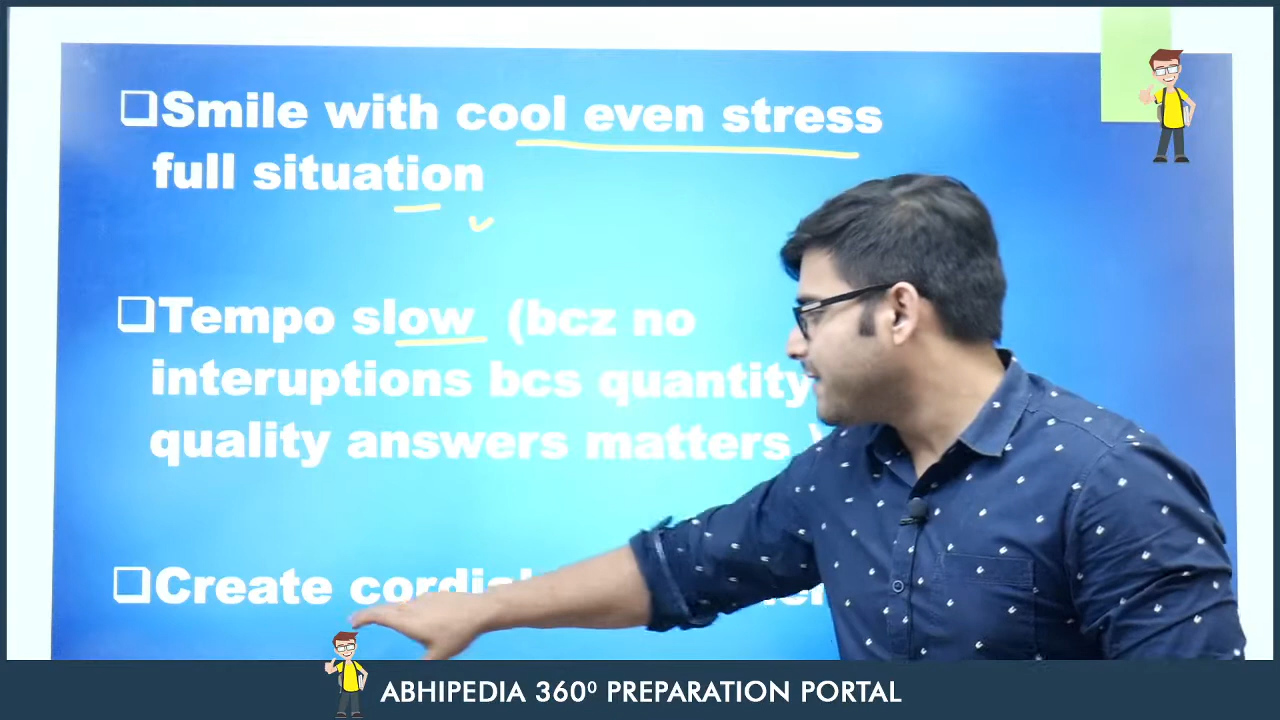 Smile with cool even stress
full situation
Tempo slow (bcz no
interuptions bcs quantity
quality answers matters
Create
ABHIPEDIA 360⁰ PREPARATION PORTAL